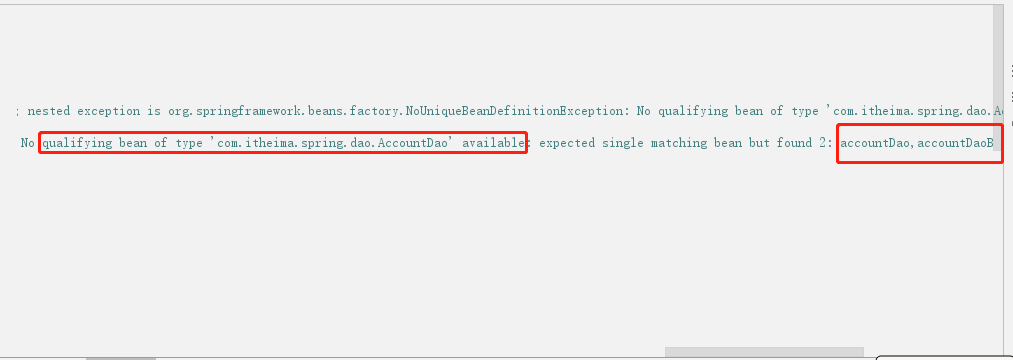 ; nested exception is org.springframework.beans.factory.NoUniqueBeanDefinitionException: No qualifying bean of type 'com.itheima.spring.dao.Ac
No qualifying bean of type 'com.itheima.spring.dao.AccountDao' available: expected single matching bean but found 2: accountDao,accountDaoB